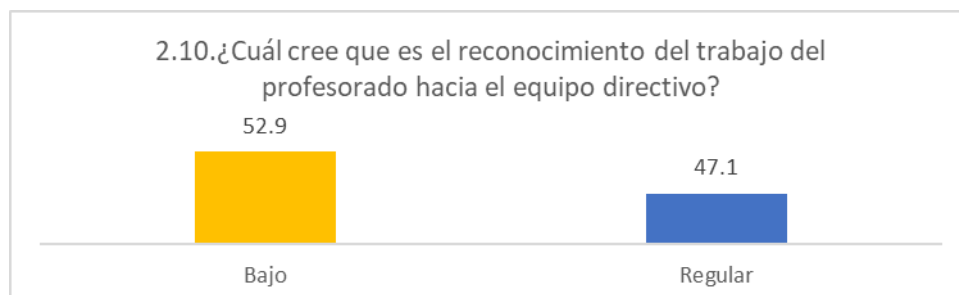 2.10.¿Cuál cree que es el reconocimiento del trabajo del
profesorado hacia el equipo directivo?
52.9
47.1
Bajo
Regular